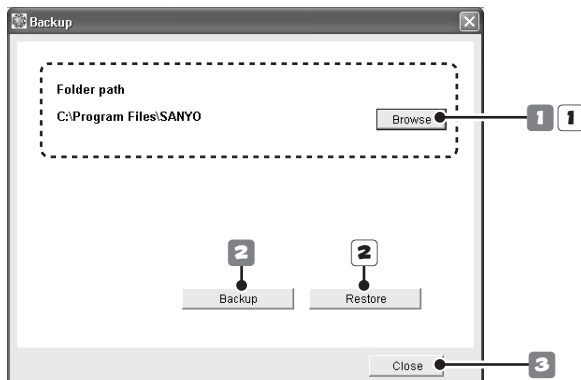 Backup
Folder path
C:\Program Files\SANYO
Browse
1 1
2 2
Backup Restore
Close
3